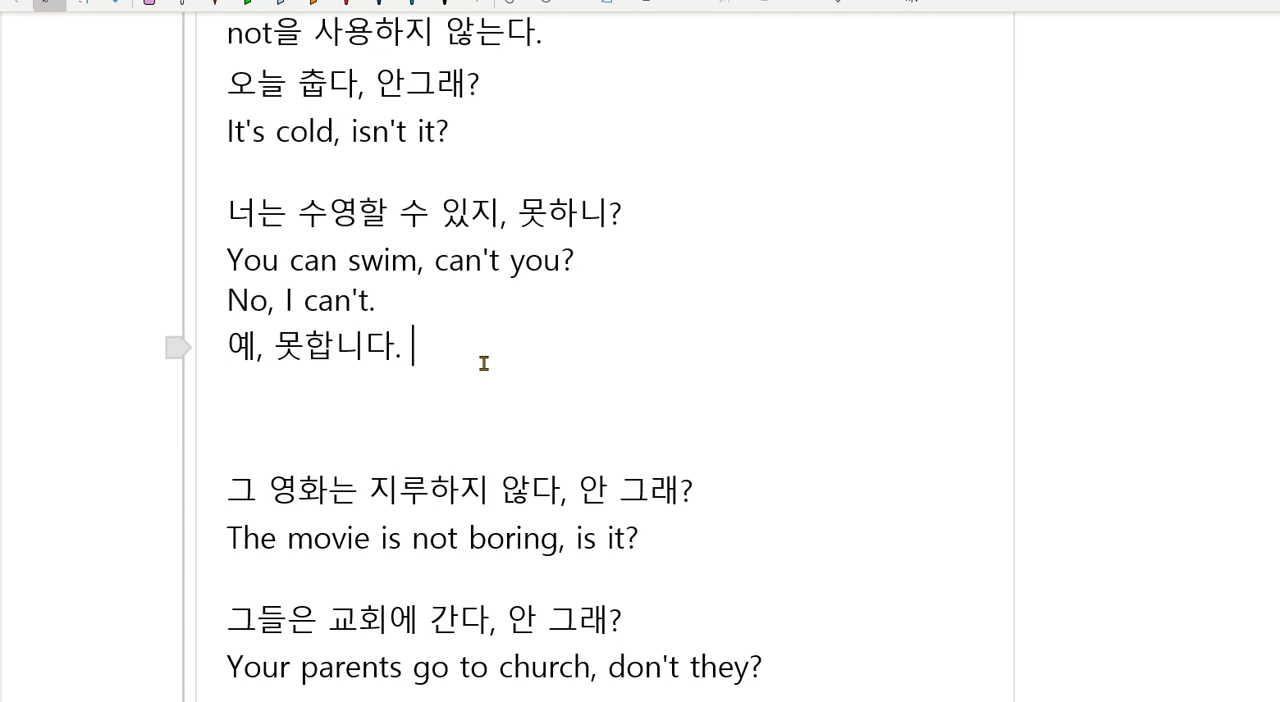 not을 사용하지 않는다.
오늘 춥다, 안그래?
It's cold, isn't it?
너는 수영할 수 있지, 못하니?
You can swim, can't you?
No, I can't.
예, 못합니다.
그 영화는 지루하지 않다, 안 그래?
The movie is not boring, is it?
그들은 교회에 간다, 안 그래?
Your parents go to church, don't they?